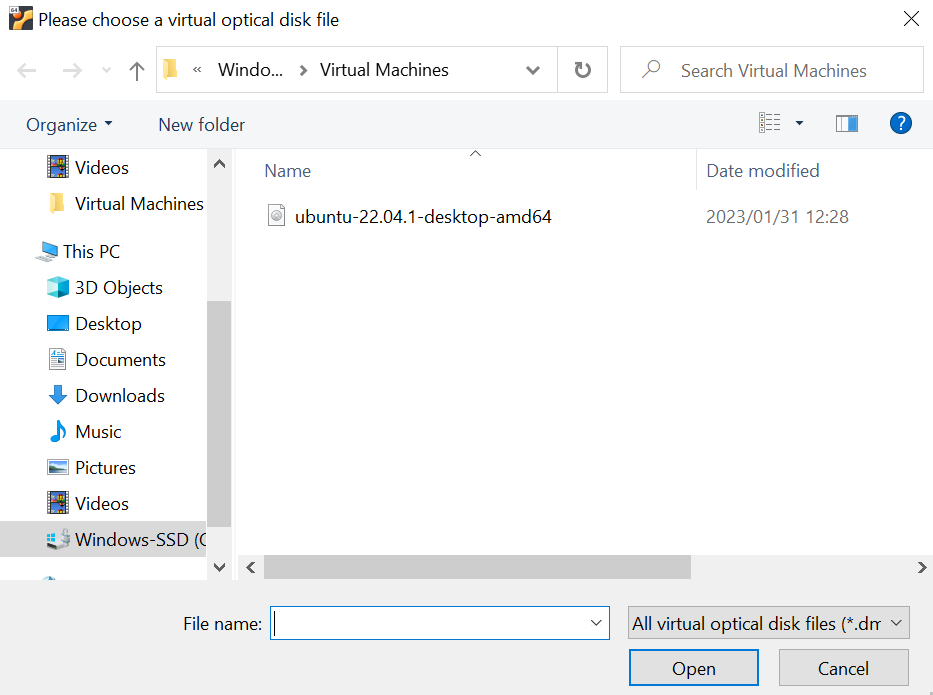 64
Please choose a virtual optical disk file
« Windo... > Virtual Machines
Search Virtual Machines
Organize
New folder
?
Name
Date modified
Videos
Virtual Machines
This PC
3D Objects
Desktop
Documents
Downloads
Music
Pictures
Videos
Windows-SSD (C
ubuntu-22.04.1-desktop-amd64
2023/01/31 12:28
File name:
All virtual optical disk files (*.dm
Open
Cancel